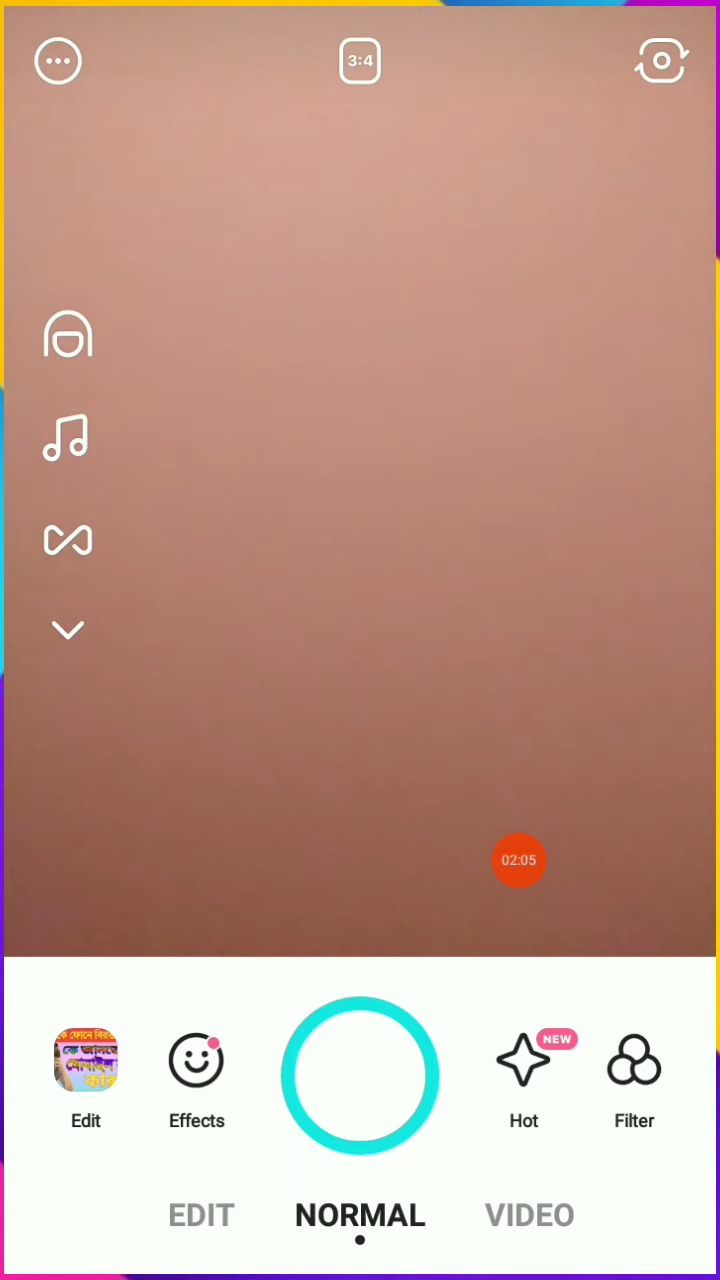 3:4
02:05
NEW
Edit
Effects
Hot
Filter
EDIT
NORMAL
VIDEO